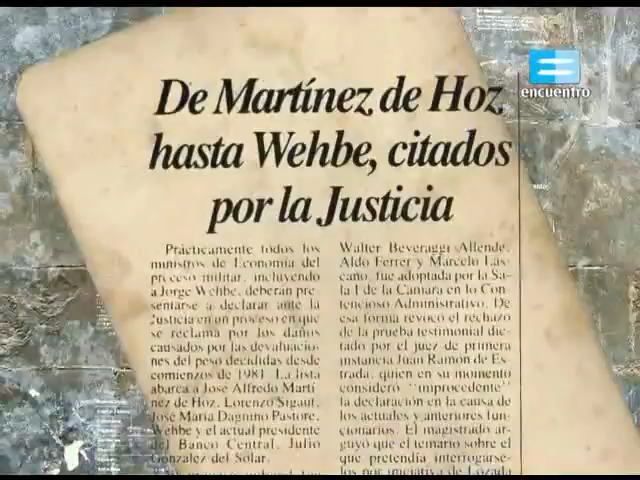 encuentro
De Martínez de Hoz
hasta Wehbe, citados
por la Justicia
Prácticamente todos los
ministros de Economía del
proceso militar, incluyendo
a Jorge Wehbe, deberán pre-
sentarse a declarar ante la
Justicia en un proceso en que
se reclama por los daños
causados por las devaluacio-
nes del peso decididas desde
comienzos de 1981. La lista
abarca a José Alfredo Martí-
nez de Hoz, Lorenzo Sigaut,
José María Dagnino Pastore,
Wehbe y el actual presidente
del Banco Central, Julio
González del Solar.
Walter Beveraggi Allende,
Aldo Ferrer y Marcelo Las-
cano, fue adoptada por la Sa-
la I de la Cámara en lo Con-
tencioso Administrativo. De
esa forma revocó el rechazo
de la prueba testimonial dic-
tado por el juez de primera
instancia Juan Ramón de Es-
trada, quien en su momento
consideró "improcedente"
la declaración en la causa de
los actuales y anteriores fun-
cionarios. El magistrado ar-
guyó que el temario sobre el
que pretendía interrogarse-
los por iniciativa de Lozada